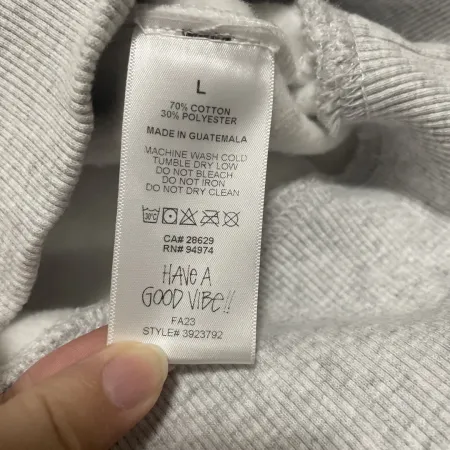 L
70% COTTON
30% POLYESTER
MADE IN GUATEMALA
MACHINE WASH COLD
TUMBLE DRY LOW
DO NOT BLEACH
DO NOT IRON
DO NOT DRY CLEAN
30°C
CA# 28629
RN# 94974
HAVE A
GOOD VIBE!!
FA23
STYLE# 3923792